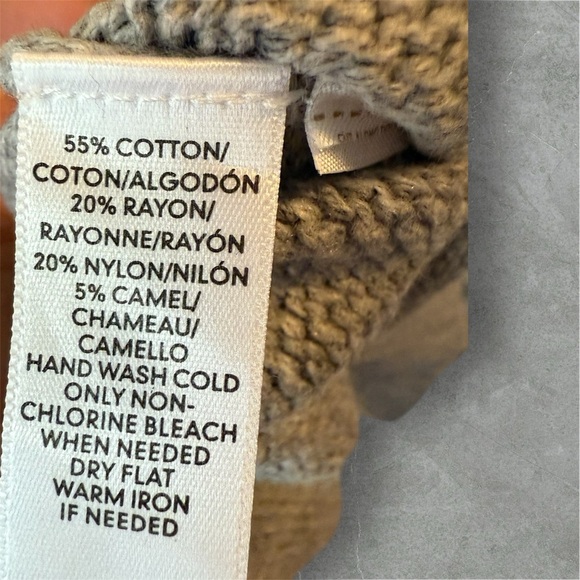 55% COTTON/
COTON/ALGODÓN
20% RAYON/
RAYONNE/RAYÓN
20% NYLON/NILÓN
5% CAMEL/
CHAMEAU/
CAMELLO
HAND WASH COLD
ONLY NON-
CHLORINE BLEACH
WHEN NEEDED
DRY FLAT
WARM IRON
IF NEEDED